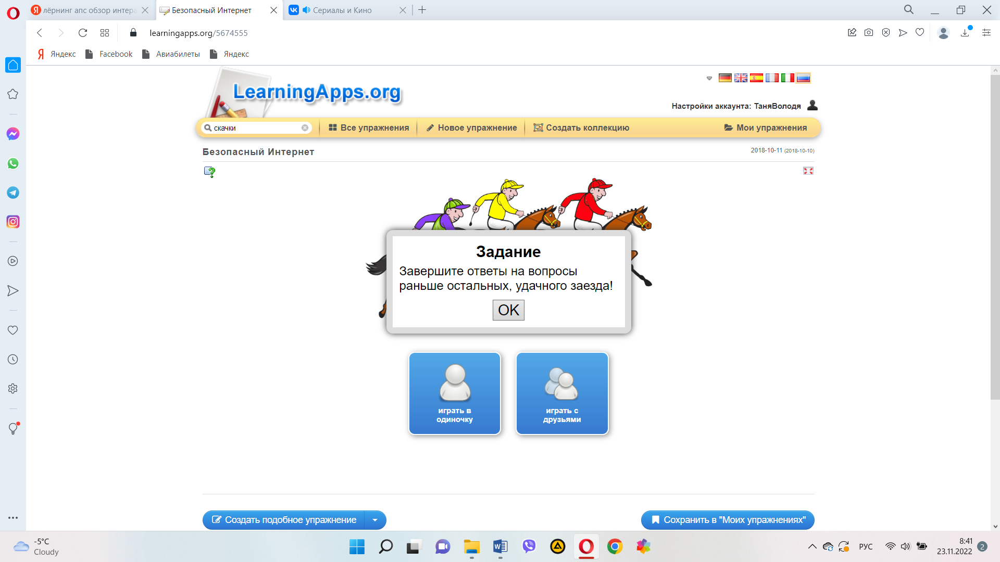 лёрнинг апс обзор интера
Безопасный Интернет
Сериалы и Кино
learningapps.org/5674555
Яндекс
Facebook
Авиабилеты
Яндекс
LearningApps.org
Настройки аккаунта: ТаняВолодя
скачки
Все упражнения
Новое упражнение
Создать коллекцию
Мои упражнения
Безопасный Интернет
2018-10-11 (2018-10-10)
Задание
Завершите ответы на вопросы
раньше остальных, удачного заезда!
OK
играть в
одиночку
играть с
друзьями
Создать подобное упражнение
Сохранить в "Моих упражнениях"
-5°C
Cloudy
РУС
8:41
23.11.2022
2